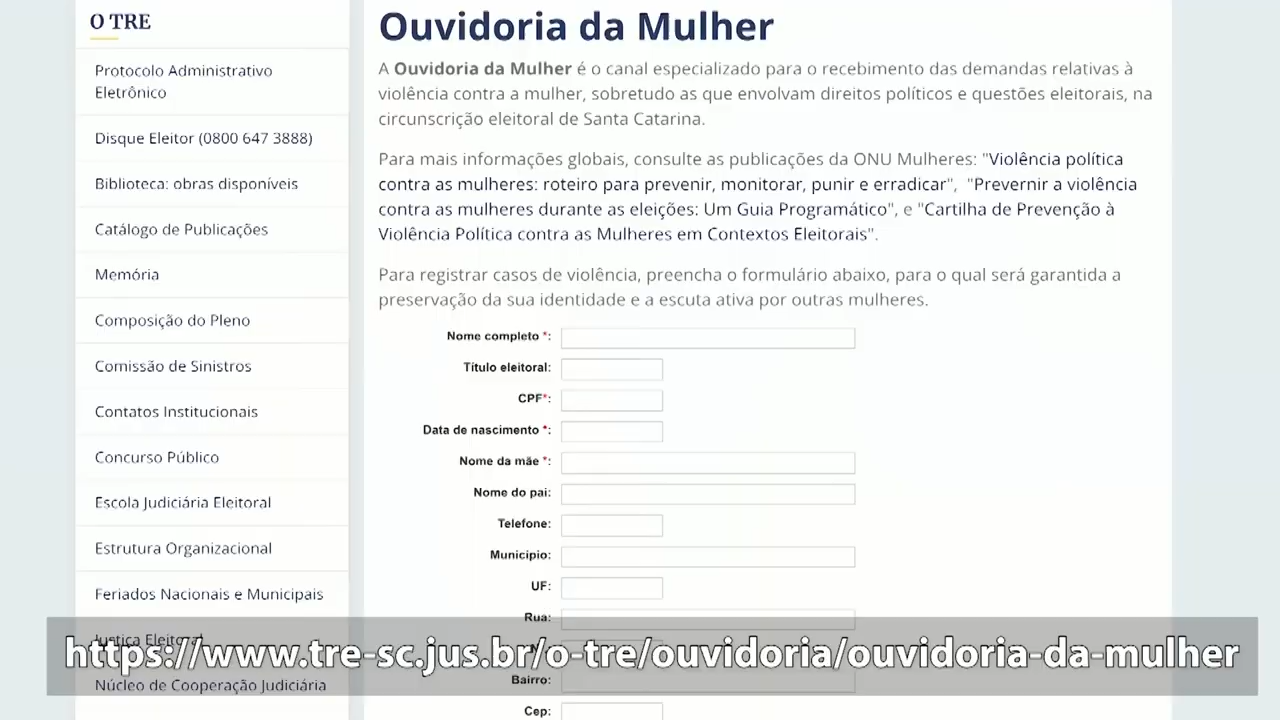 O TRE
Protocolo Administrativo
Eletrônico
Disque Eleitor (0800 647 3888)
Biblioteca: obras disponíveis
Catálogo de Publicações
Memória
Composição do Pleno
Comissão de Sinistros
Contatos Institucionais
Concurso Público
Escola Judiciária Eleitoral
Estrutura Organizacional
Feriados Nacionais e Municipais
Justiça Eleitoral
Núcleo de Cooperação Judiciária
Ouvidoria da Mulher
A Ouvidoria da Mulher é o canal especializado para o recebimento das demandas relativas à
violência contra a mulher, sobretudo as que envolvam direitos políticos e questões eleitorais, na
circunscrição eleitoral de Santa Catarina.
Para mais informações globais, consulte as publicações da ONU Mulheres: "Violência política
contra as mulheres: roteiro para prevenir, monitorar, punir e erradicar", "Prevernir a violência
contra as mulheres durante as eleições: Um Guia Programático", e "Cartilha de Prevenção à
Violência Política contra as Mulheres em Contextos Eleitorais".
Para registrar casos de violência, preencha o formulário abaixo, para o qual será garantida a
preservação da sua identidade e a escuta ativa por outras mulheres.
Nome completo *:
Título eleitoral:
CPF*:
Data de nascimento *:
Nome da mãe *:
Nome do pai:
Telefone:
Municipio:
UF:
Rua:
Bairro:
Cep:
https://www.tre-sc.jus.br/o-tre/ouvidoria/ouvidoria-da-mulher